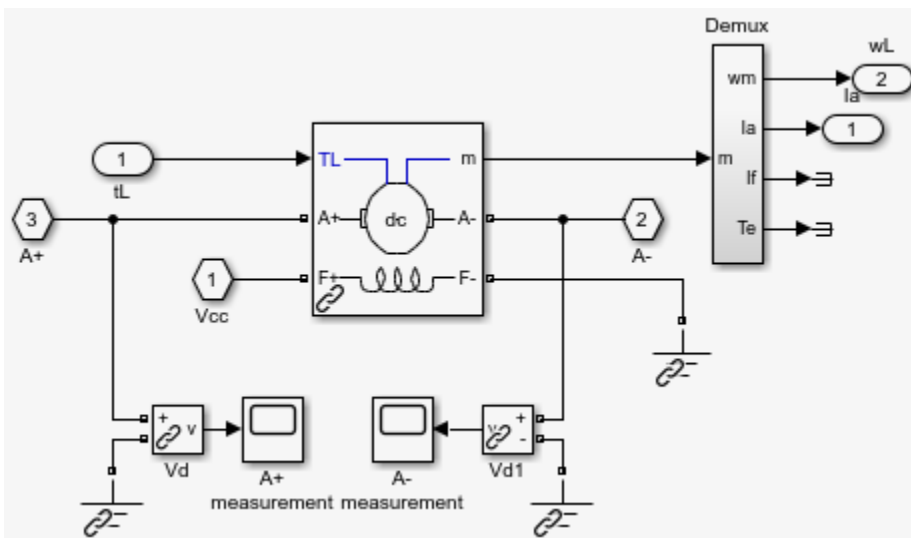 Demux
wL
wm
2
Ia
Ia
1
1
TL
m
m
tL
If
3
A+
dc
A-
2
Te
A+
A-
1
F+
F-
Vcc
+
v
v
+
-
Vd
A+
A-
Vd1
measurement
measurement